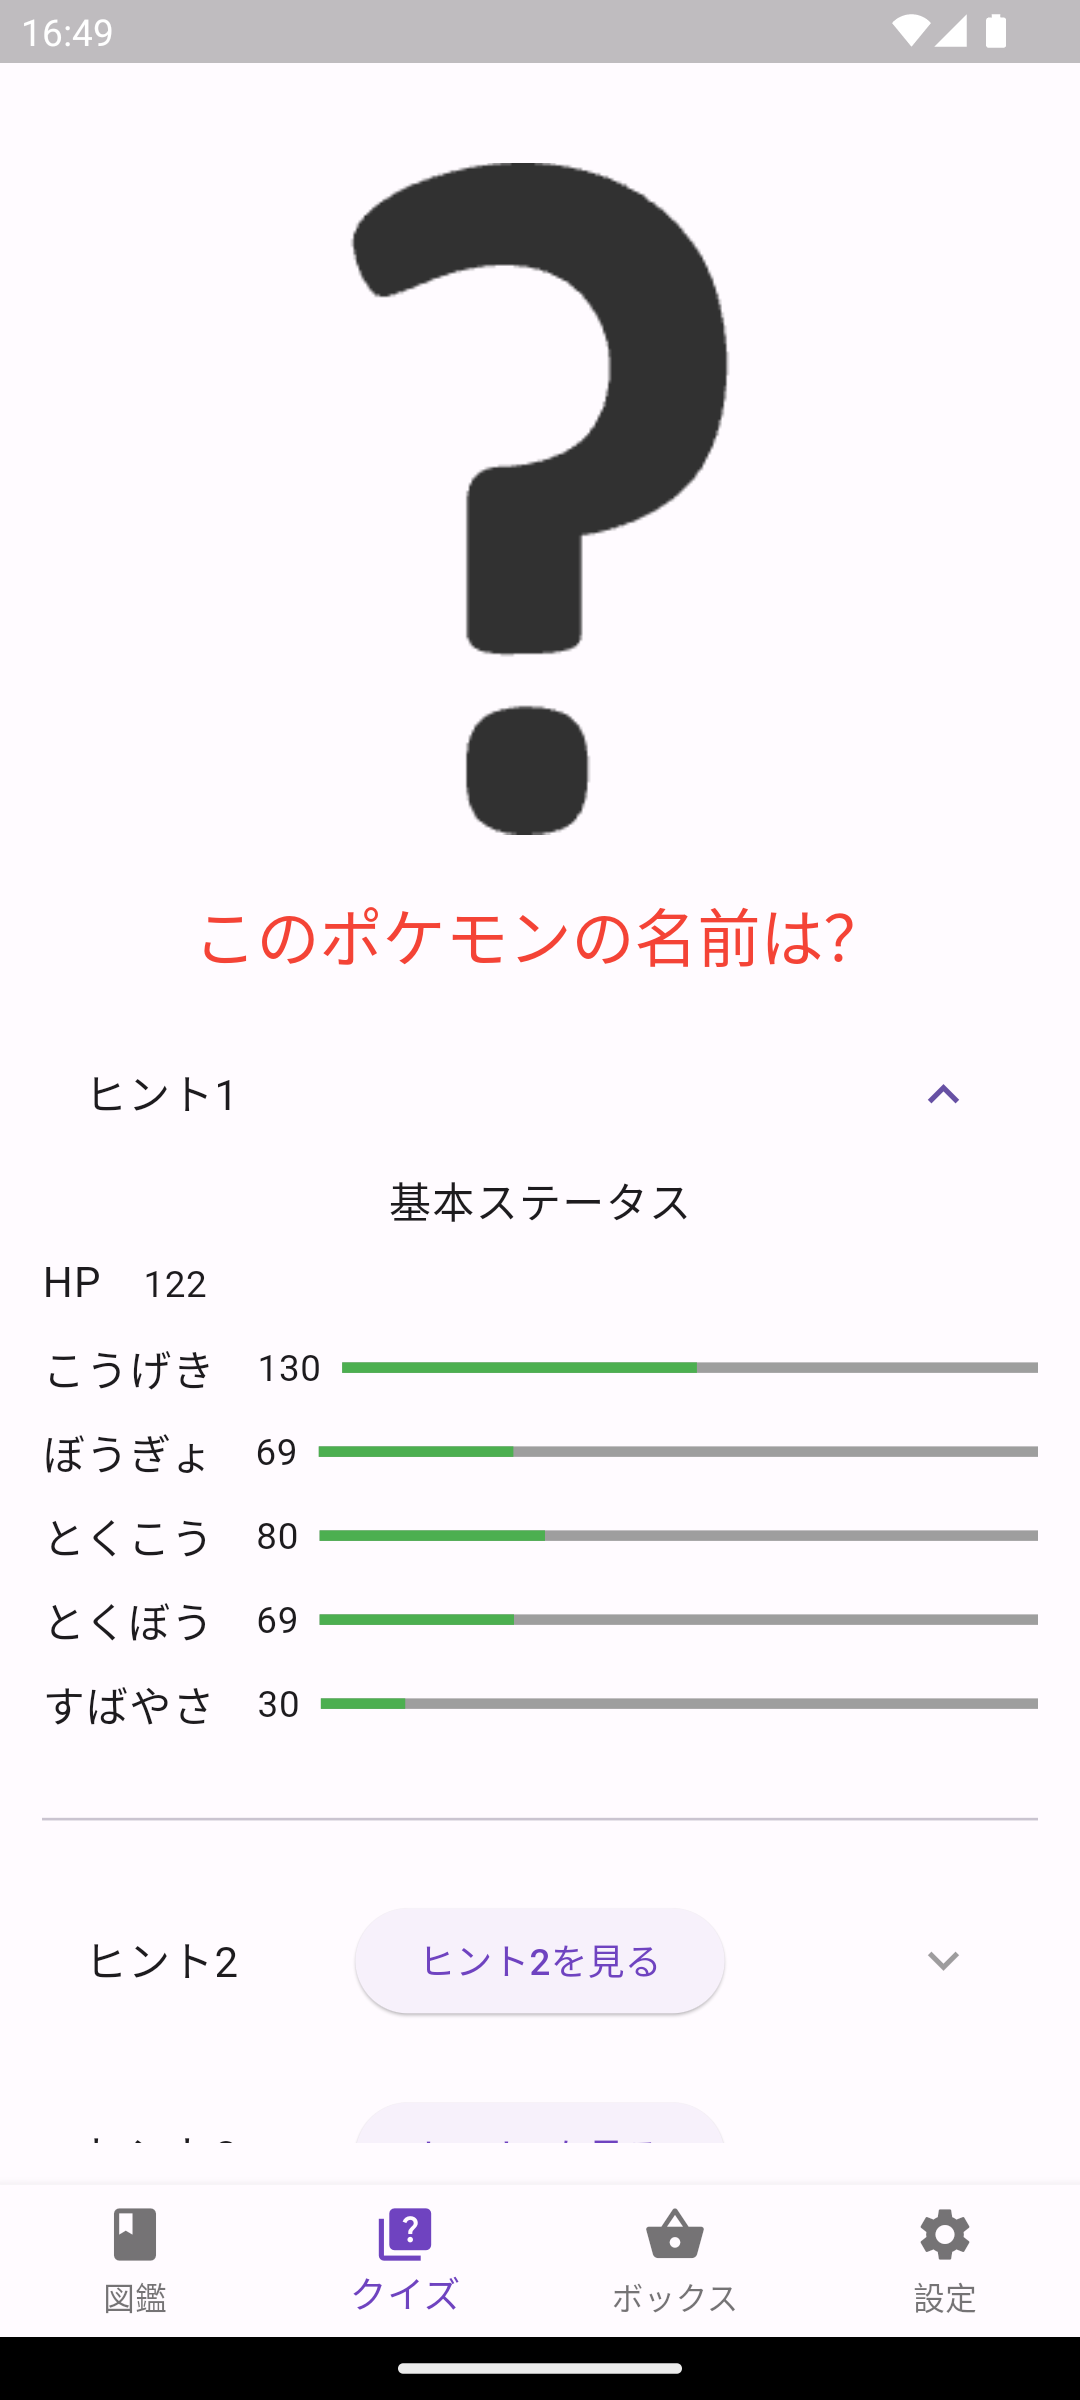 16:49
?
このポケモンの名前は?
ヒント1
基本ステータス
HP 122
こうげき 130
ぼうぎょ 69
とくこう 80
とくぼう 69
すばやさ 30
ヒント2 ヒント2を見る
図鑑 クイズ ボックス 設定